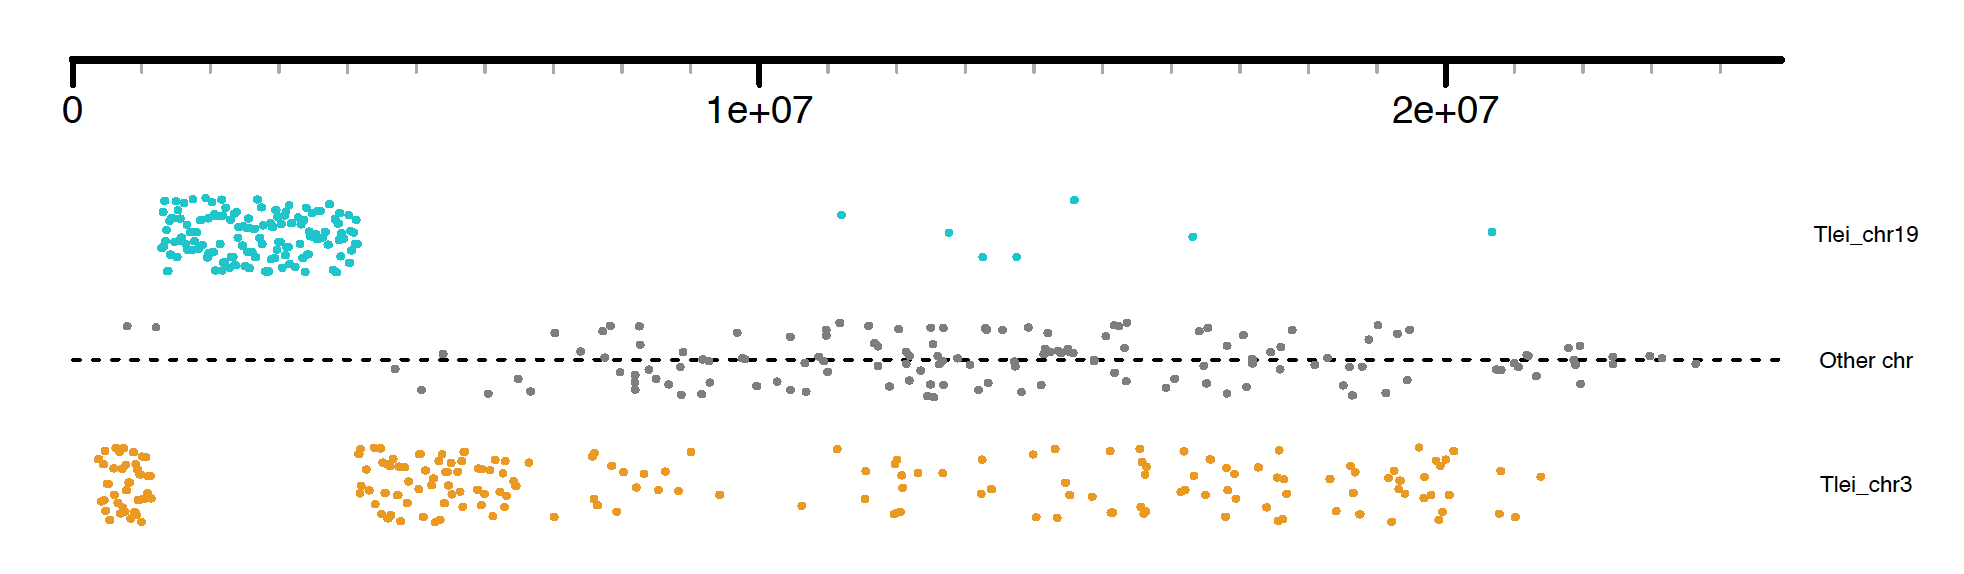 0 1e+07 2e+07
Tlei_chr19
Other chr
Tlei_chr3